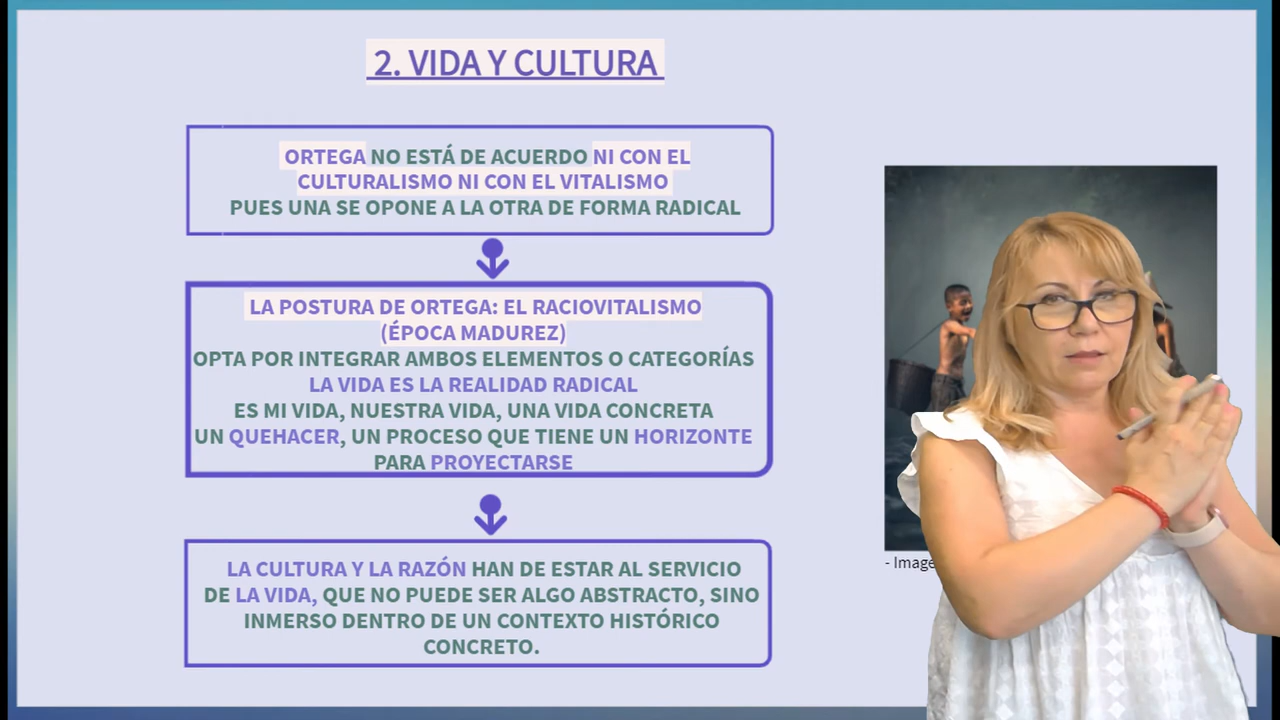 2. VIDA Y CULTURA
ORTEGA NO ESTÁ DE ACUERDO NI CON EL
CULTURALISMO NI CON EL VITALISMO
PUES UNA SE OPONE A LA OTRA DE FORMA RADICAL
LA POSTURA DE ORTEGA: EL RACIOVITALISMO
(ÉPOCA MADUREZ)
OPTA POR INTEGRAR AMBOS ELEMENTOS O CATEGORÍAS
LA VIDA ES LA REALIDAD RADICAL
ES MI VIDA, NUESTRA VIDA, UNA VIDA CONCRETA
UN QUEHACER, UN PROCESO QUE TIENE UN HORIZONTE
PARA PROYECTARSE
LA CULTURA Y LA RAZÓN HAN DE ESTAR AL SERVICIO
DE LA VIDA, QUE NO PUEDE SER ALGO ABSTRACTO, SINO
INMERSO DENTRO DE UN CONTEXTO HISTÓRICO
CONCRETO.